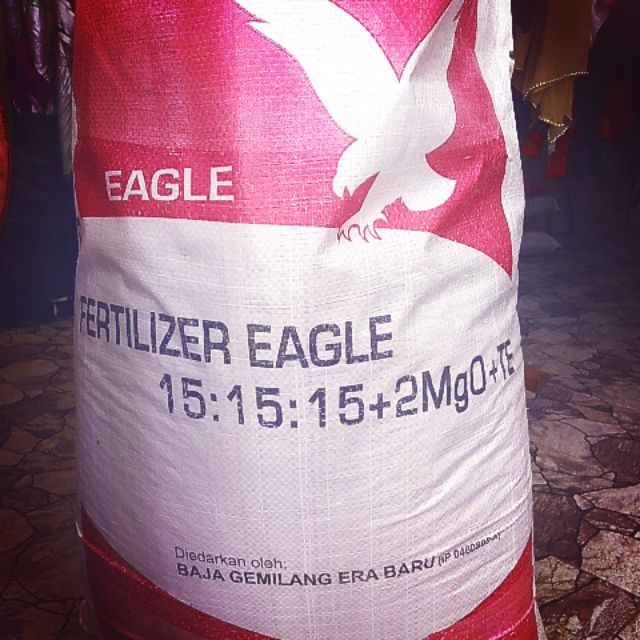 EAGLE
FERTILIZER EAGLE
15:15:15+2MgO+TE
Diedarkan oleh:
BAJA GEMILANG ERA BARU